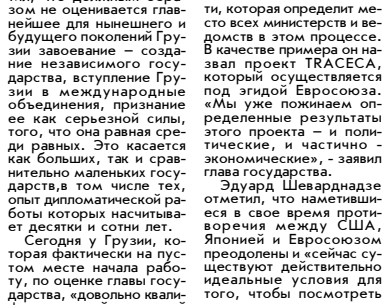 зом не оценивается глав-
нейшее для нынешнего и
будущего поколений Гру-
зии завоевание – созда-
ние независимого госу-
дарства, вступление Гру-
зии в международные
объединения, признание
ее как серьезной силы,
того, что она равная сре-
ди равных. Это касается
как больших, так и срав-
нительно маленьких госу-
дарств,в том числе тех,
опыт дипломатической ра-
боты которых насчитыва-
ет десятки и сотни лет.
Сегодня у Грузии, ко-
торая фактически на пус-
том месте начала рабо-
ту, по оценке главы госу-
дарства, «довольно квали-
ти, которая определит ме-
сто всех министерств и ве-
домств в этом процессе.
В качестве примера он на-
звал проект TRACECA,
который осуществляется
под эгидой Евросоюза.
«Мы уже пожинаем оп-
ределенные результаты
этого проекта – и поли-
тические, и частично -
экономические», - заявил
глава государства.
Эдуард Шеварднадзе
отметил, что наметивши-
еся в свое время проти-
воречия между США,
Японией и Евросоюзом
преодолены и «сейчас су-
ществуют действительно
идеальные условия для
того, чтобы посмотреть